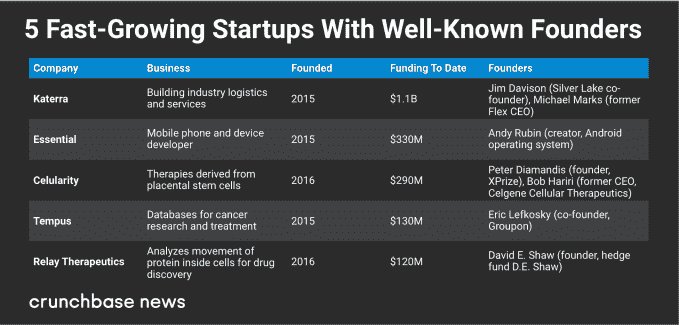 5 Fast-Growing Startups With Well-Known Founders
Company Business Founded Funding To Date Founders
Katerra Building industry logistics and services 2015 $1.1B Jim Davison (Silver Lake co-founder), Michael Marks (former Flex CEO)
Essential Mobile phone and device developer 2015 $330M Andy Rubin (creator, Android operating system)
Celularity Therapies derived from placental stem cells 2016 $290M Peter Diamandis (founder, XPrize), Bob Hariri (former CEO, Celgene Cellular Therapeutics)
Tempus Databases for cancer research and treatment 2015 $130M Eric Lefkosky (co-founder, Groupon)
Relay Therapeutics Analyzes movement of protein inside cells for drug discovery 2016 $120M David E. Shaw (founder, hedge fund D.E. Shaw)
crunchbase news